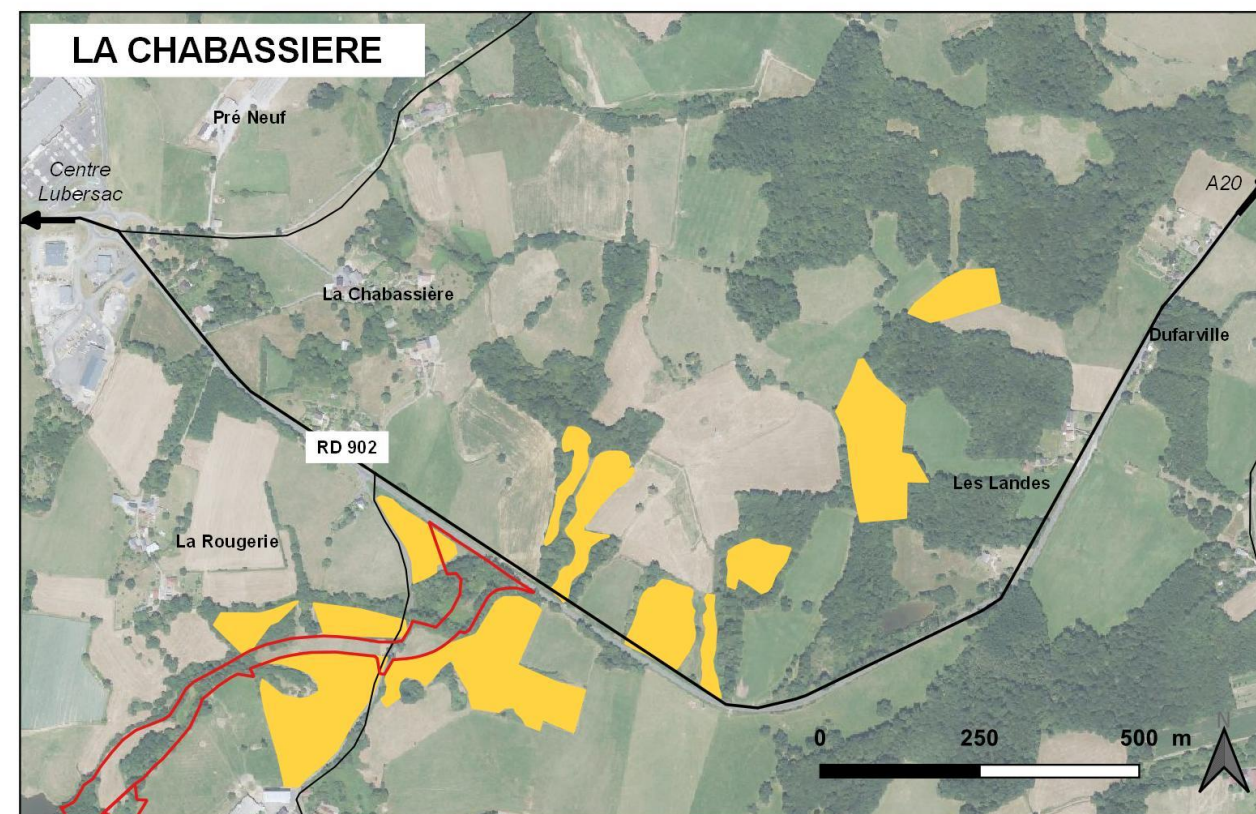 LA CHABASSIERE
Pré Neuf
Centre
Lubersac
A20
La Chabassière
Dufarville
RD 902
Les Landes
La Rougerie
0 250 500 m
N